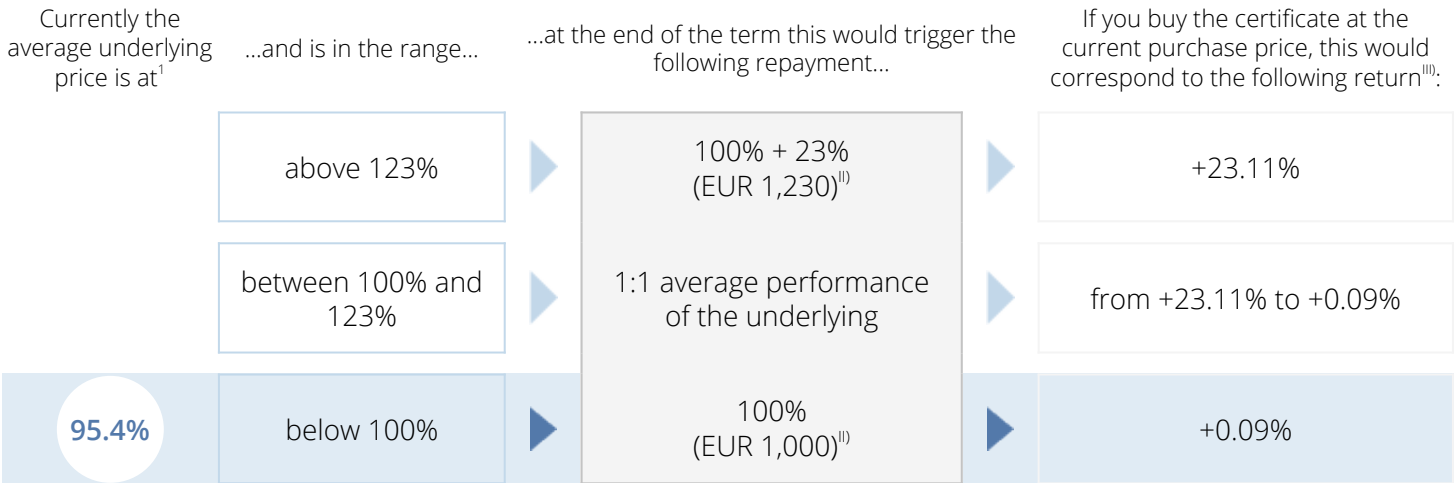 Currently the
average underlying
price is at1
...and is in the range...
...at the end of the term this would trigger the
following repayment...
If you buy the certificate at the
current purchase price, this would
correspond to the following returnIII):
above 123%
100% + 23%
(EUR 1,230)II)
+23.11%
between 100% and
123%
1:1 average performance
of the underlying
from +23.11% to +0.09%
95.4%
below 100%
100%
(EUR 1,000)II)
+0.09%